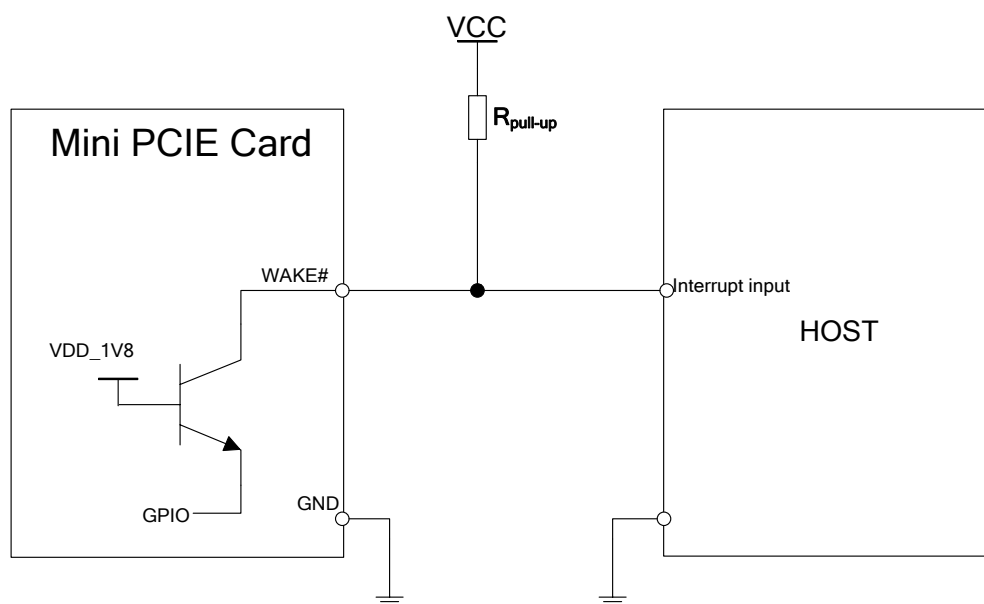 VCC
Rpull-up
Mini PCIE Card
WAKE#
Interrupt input
HOST
VDD_1V8
GND
GPIO